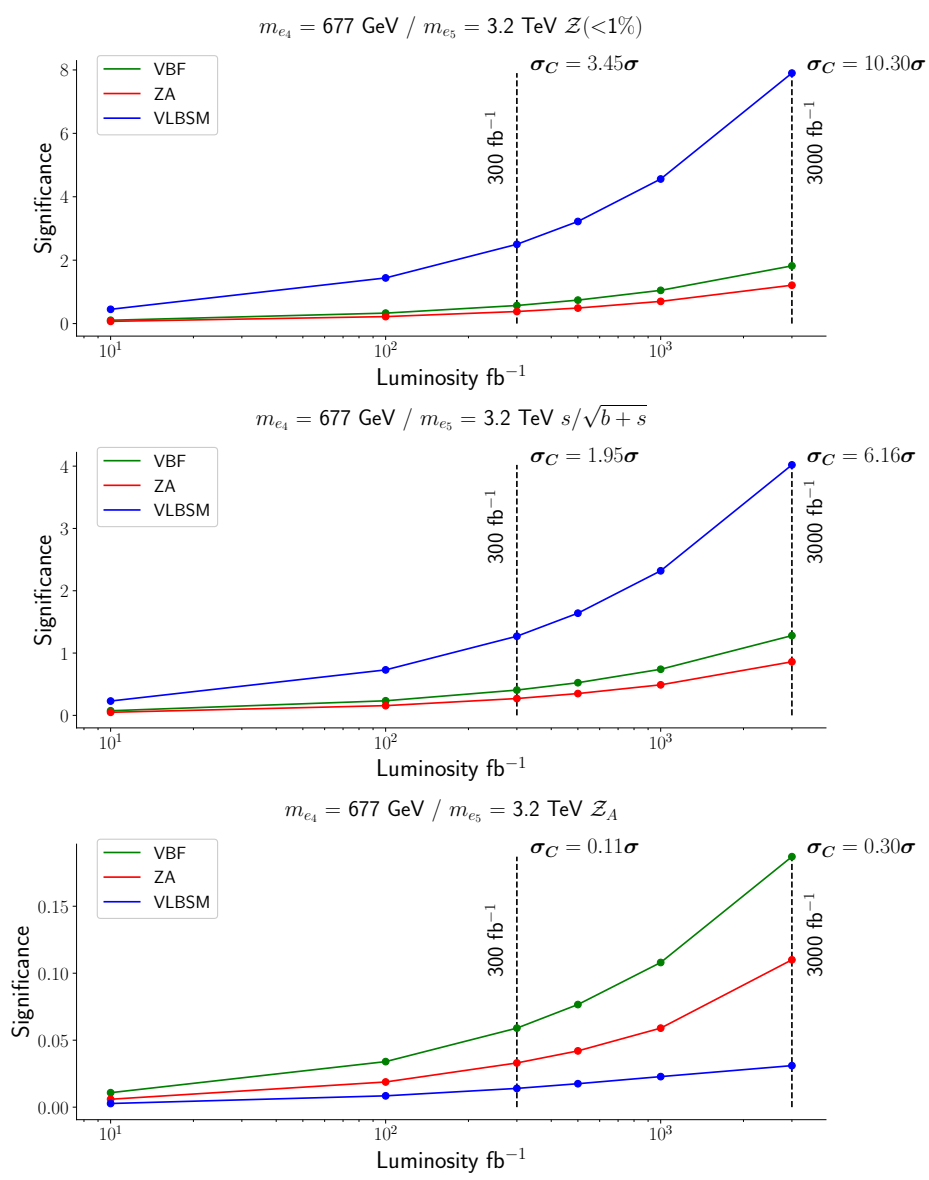 m_{e_4} = 677 GeV / m_{e_5} = 3.2 TeV 𝒵(<1%)
σ_C = 3.45σ
σ_C = 10.30σ
VBF
ZA
VLBSM
300 fb⁻¹
3000 fb⁻¹
Significance
8
6
4
2
0
10¹
10²
10³
Luminosity fb⁻¹
m_{e_4} = 677 GeV / m_{e_5} = 3.2 TeV s/√(b + s)
σ_C = 1.95σ
σ_C = 6.16σ
VBF
ZA
VLBSM
300 fb⁻¹
3000 fb⁻¹
Significance
4
3
2
1
0
10¹
10²
10³
Luminosity fb⁻¹
m_{e_4} = 677 GeV / m_{e_5} = 3.2 TeV 𝒵_A
σ_C = 0.11σ
σ_C = 0.30σ
VBF
ZA
VLBSM
300 fb⁻¹
3000 fb⁻¹
Significance
0.15
0.10
0.05
0.00
10¹
10²
10³
Luminosity fb⁻¹